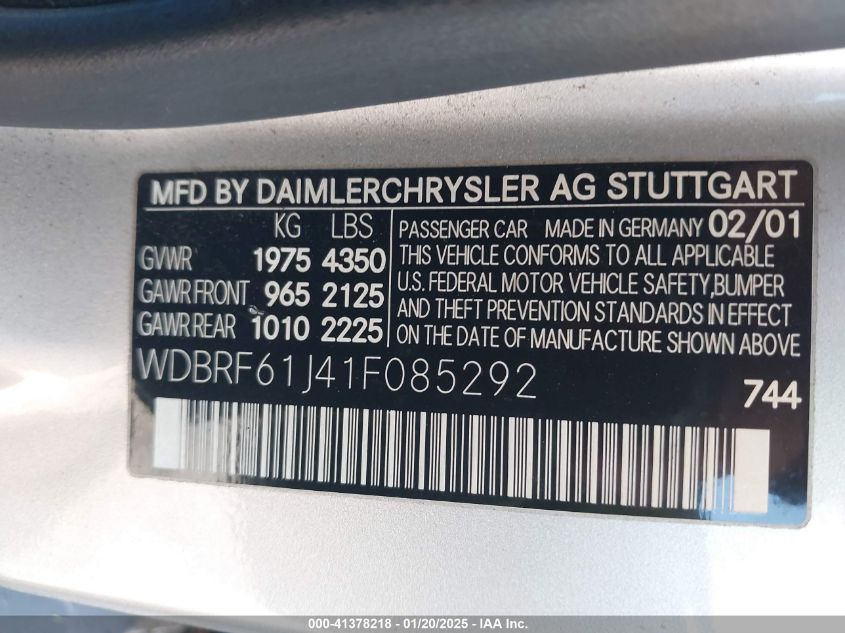 MFD BY DAIMLERCHRYSLER AG STUTTGART
KG LBS
GVWR 1975 4350
GAWR FRONT 965 2125
GAWR REAR 1010 2225
PASSENGER CAR MADE IN GERMANY 02/01
THIS VEHICLE CONFORMS TO ALL APPLICABLE
U.S. FEDERAL MOTOR VEHICLE SAFETY,BUMPER
AND THEFT PREVENTION STANDARDS IN EFFECT
ON THE DATE OF MANUFACTURE SHOWN ABOVE
WDBRF61J41F085292
744
000-41378218 - 01/20/2025 - IAA Inc.